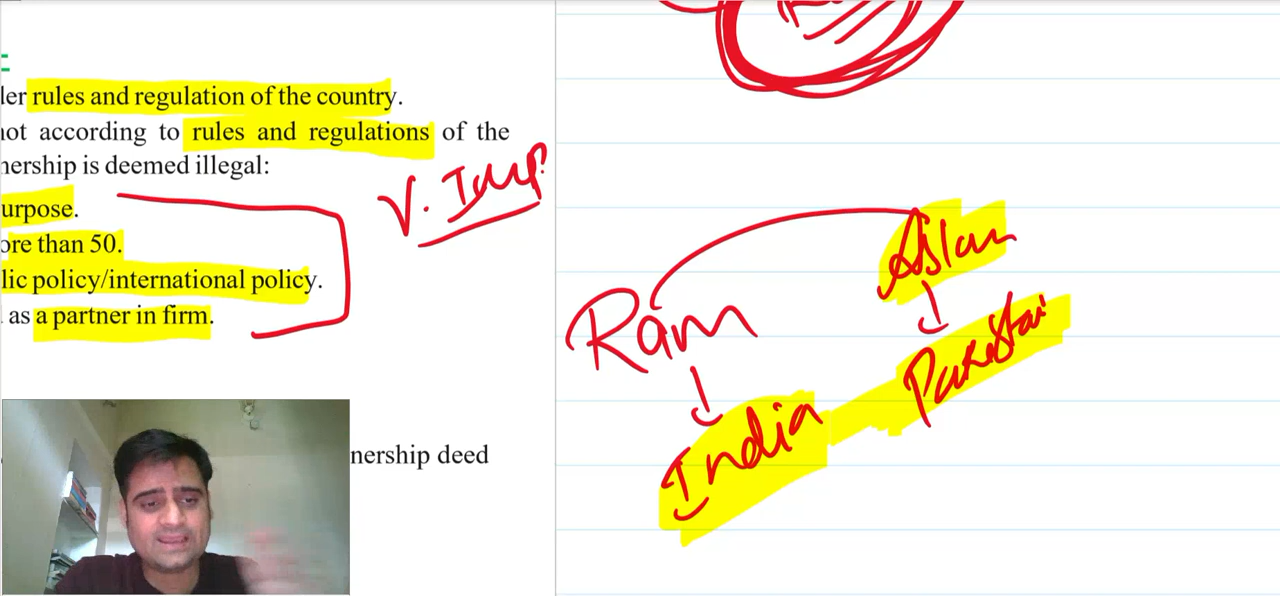 rules and regulation of the country.
not according to rules and regulations of the
nership is deemed illegal:
urpose.
ore than 50.
lic policy/international policy.
as a partner in firm.
nership deed
V. Imp.
Ram
Aslam
India
Pakistan